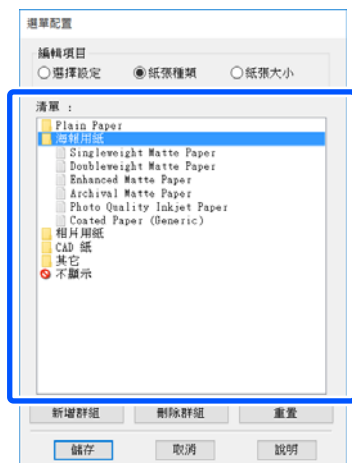 選單配置
編輯項目
選擇設定 紙張種類 紙張大小
清單 :
Plain Paper
海報用紙
Singleweight Matte Paper
Doubleweight Matte Paper
Enhanced Matte Paper
Archival Matte Paper
Photo Quality Inkjet Paper
Coated Paper (Generic)
相片用紙
CAD 紙
其它
不顯示
新增群組 刪除群組 重置
儲存 取消 說明